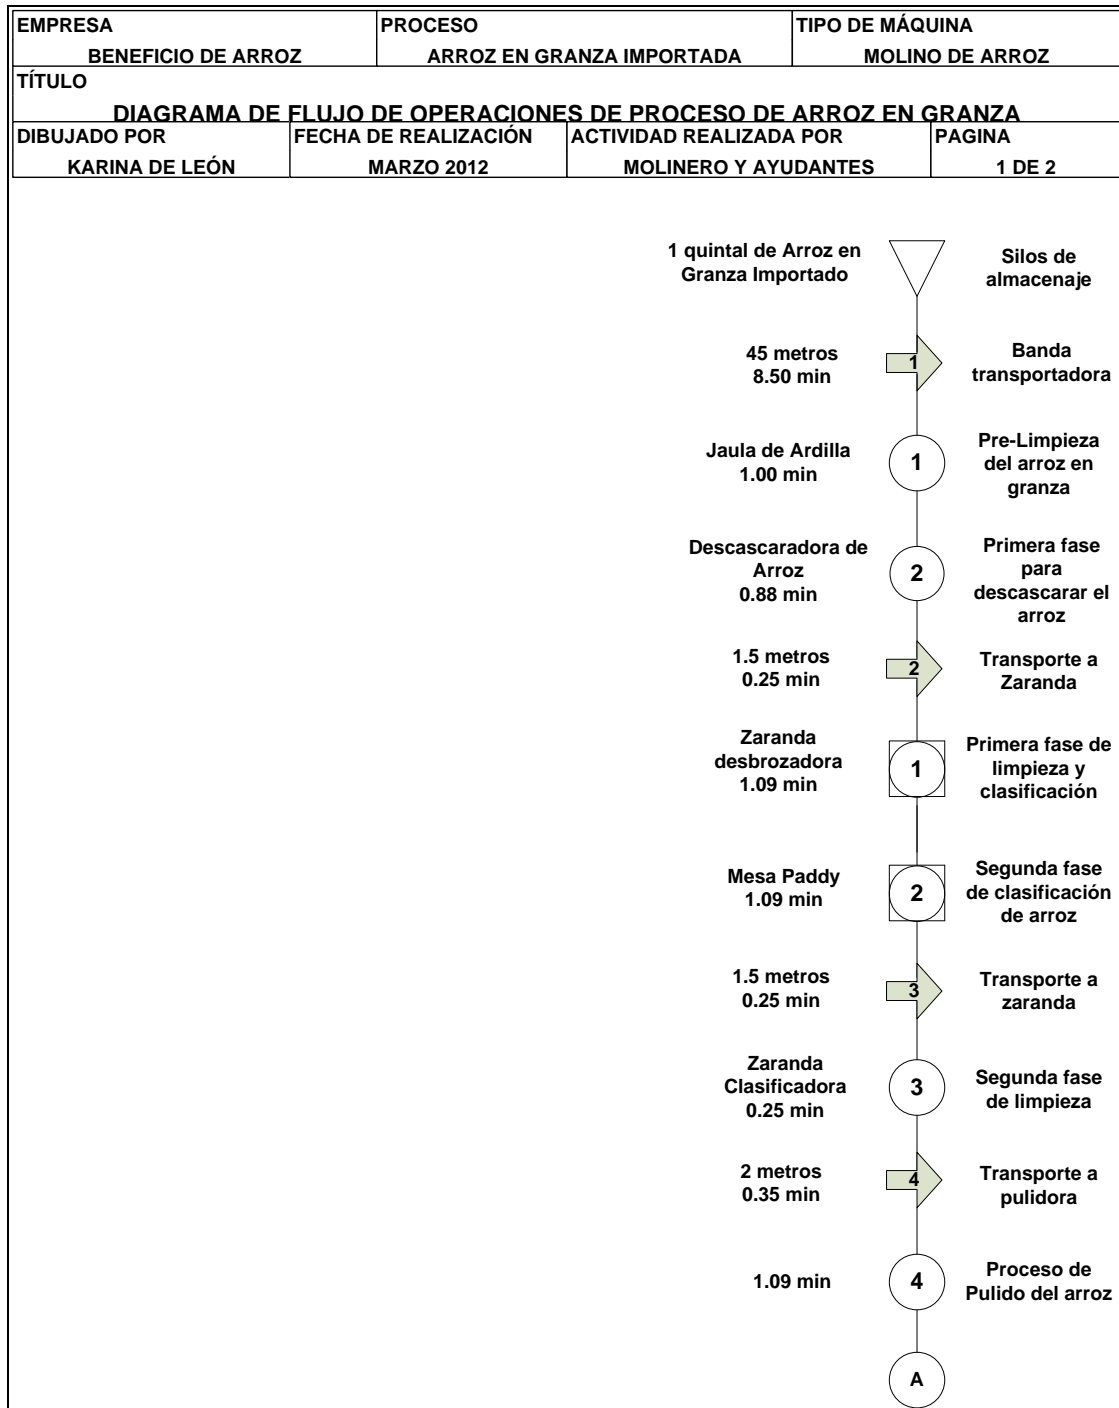 EMPRESA PROCESO TIPO DE MÁQUINA
BENEFICIO DE ARROZ ARROZ EN GRANZA IMPORTADA MOLINO DE ARROZ
TÍTULO
DIAGRAMA DE FLUJO DE OPERACIONES DE PROCESO DE ARROZ EN GRANZA
DIBUJADO POR FECHA DE REALIZACIÓN ACTIVIDAD REALIZADA POR PAGINA
KARINA DE LEÓN MARZO 2012 MOLINERO Y AYUDANTES 1 DE 2
1 quintal de Arroz en
Granza Importado
Silos de
almacenaje
45 metros
8.50 min
1
Banda
transportadora
Jaula de Ardilla
1.00 min
1
Pre-Limpieza
del arroz en
granza
Descascaradora de
Arroz
0.88 min
2
Primera fase
para
descascarar el
arroz
1.5 metros
0.25 min
2
Transporte a
Zaranda
Zaranda
desbrozadora
1.09 min
1
Primera fase de
limpieza y
clasificación
Mesa Paddy
1.09 min
2
Segunda fase
de clasificación
de arroz
1.5 metros
0.25 min
3
Transporte a
zaranda
Zaranda
Clasificadora
0.25 min
3
Segunda fase
de limpieza
2 metros
0.35 min
4
Transporte a
pulidora
1.09 min
4
Proceso de
Pulido del arroz
A